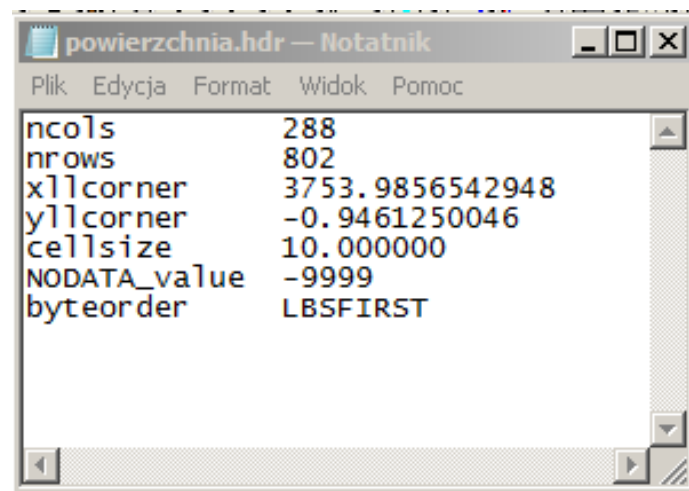 powierzchnia.hdr — Notatnik
Plik Edycja Format Widok Pomoc
ncols 288
nrows 802
xllcorner 3753.9856542948
yllcorner -0.9461250046
cellsize 10.000000
NODATA_value -9999
byteorder LBSFIRST